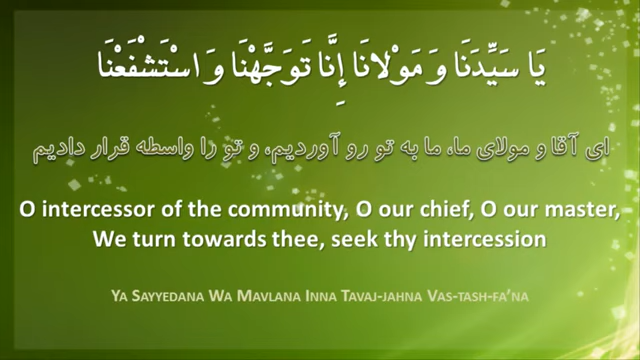 يَا سَيِّدَنَا وَ مَوْلانَا إِنَّا تَوَجَّهْنَا وَ اسْتَشْفَعْنَا
ای آقا و مولای ما، ما به تو رو آوردیم، و تو را واسطه قرار دادیم
O intercessor of the community, O our chief, O our master,
We turn towards thee, seek thy intercession
Ya Sayyedana Wa Mavlana Inna Tavaj-jahna Vas-tash-fa’na